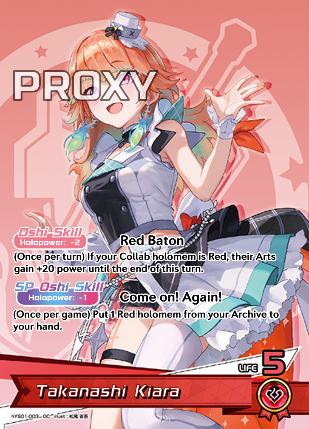 PROXY
Oshi Skill
Holopower: -2
Red Baton
(Once per turn) If your Collab holomem is Red, their Arts
gain +20 power until the end of this turn.
SP Oshi Skill
Holopower: -1
Come on! Again!
(Once per game) Put 1 Red holomem from your Archive to
your hand.
LIFE 5
Takanashi Kiara